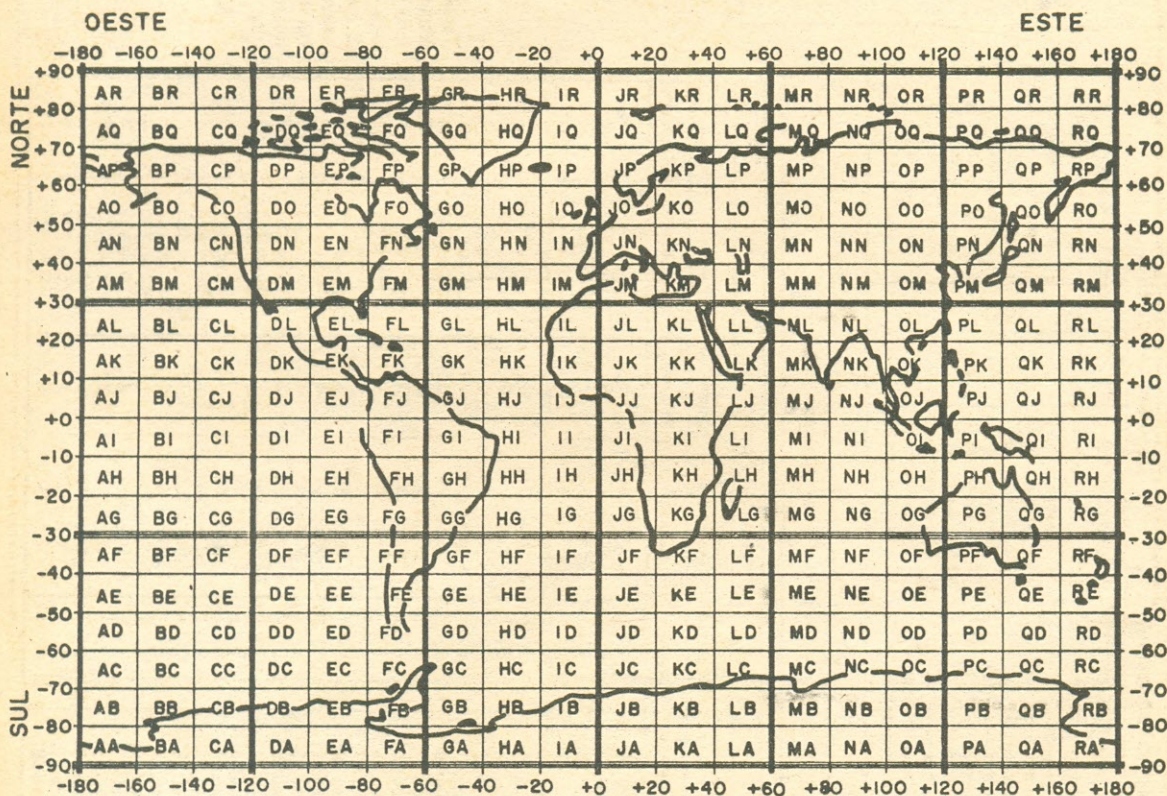 OESTE ESTE
-180 -160 -140 -120 -100 -80 -60 -40 -20 +0 +20 +40 +60 +80 +100 +120 +140 +160 +180
+90 +90
NORTE
AR BR CR DR ER FR GR HR IR JR KR LR MR NR OR PR QR RR
+80 +80
AQ BQ CQ DQ EQ FQ GQ HQ IQ JQ KQ LQ MQ NQ OQ PQ QQ RQ
+70 +70
AP BP CP DP EP FP GP HP IP JP KP LP MP NP OP PP QP RP
+60 +60
AO BO CO DO EO FO GO HO IO JO KO LO MO NO OO PO QO RO
+50 +50
AN BN CN DN EN FN GN HN IN JN KN LN MN NN ON PN QN RN
+40 +40
AM BM CM DM EM FM GM HM IM JM KM LM MM NM OM PM QM RM
+30 +30
AL BL CL DL EL FL GL HL IL JL KL LL ML NL OL PL QL RL
+20 +20
AK BK CK DK EK FK GK HK IK JK KK LK MK NK OK PK QK RK
+10 +10
AJ BJ CJ DJ EJ FJ GJ HJ IJ JJ KJ LJ MJ NJ OJ PJ QJ RJ
+0 +0
AI BI CI DI EI FI GI HI II JI KI LI MI NI OI PI QI RI
-10 -10
AH BH CH DH EH FH GH HH IH JH KH LH MH NH OH PH QH RH
-20 -20
AG BG CG DG EG FG GG HG IG JG KG LG MG NG OG PG QG RG
-30 -30
AF BF CF DF EF FF GF HF IF JF KF LF MF NF OF PF QF RF
-40 -40
AE BE CE DE EE FE GE HE IE JE KE LE ME NE OE PE QE RE
-50 -50
AD BD CD DD ED FD GD HD ID JD KD LD MD ND OD PD QD RD
-60 -60
AC BC CC DC EC FC GC HC IC JC KC LC MC NC OC PC QC RC
-70 -70
SUL
AB BB CB DB EB FB GB HB IB JB KB LB MB NB OB PB QB RB
-80 -80
AA BA CA DA EA FA GA HA IA JA KA LA MA NA OA PA QA RA
-90 -90
-180 -160 -140 -120 -100 -80 -60 -40 -20 +0 +20 +40 +60 +80 +100 +120 +140 +160 +180